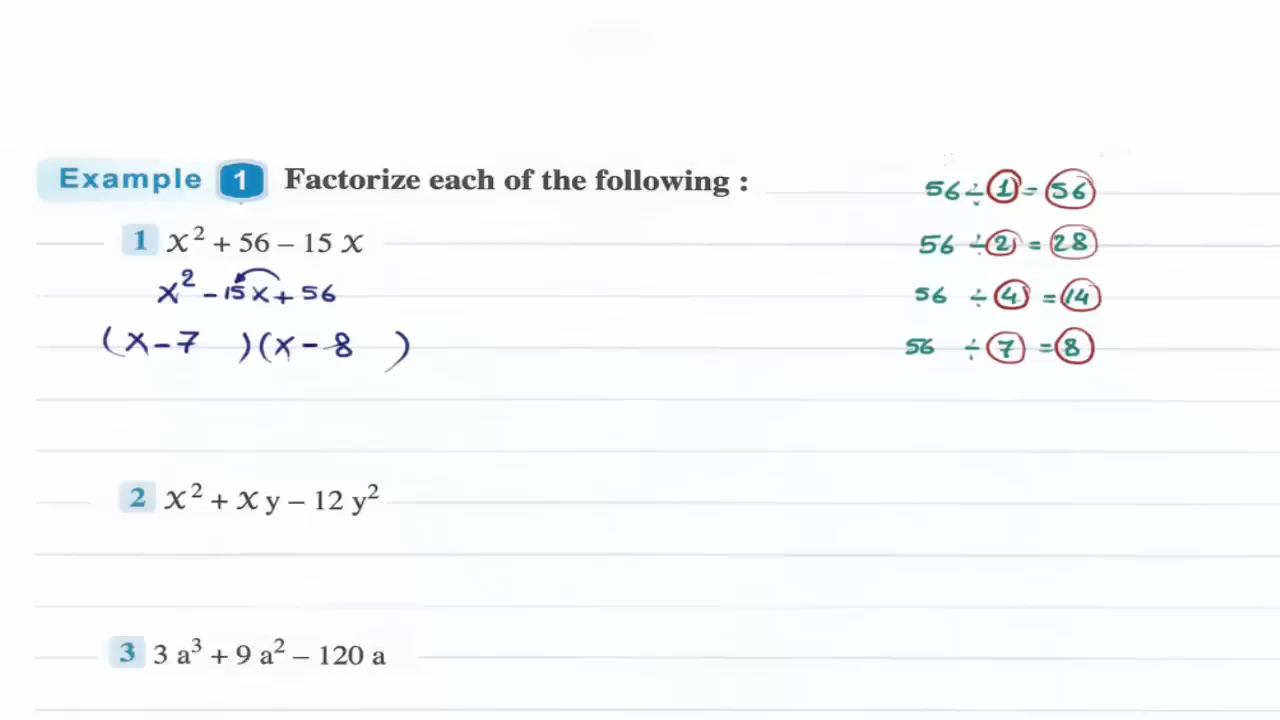 Example 1 Factorize each of the following :
1 x² + 56 – 15 x
x² - 15x + 56
(x - 7 )(x - 8 )
2 x² + x y – 12 y²
3 3 a³ + 9 a² – 120 a
56 ÷ 1 = 56
56 ÷ 2 = 28
56 ÷ 4 = 14
56 ÷ 7 = 8